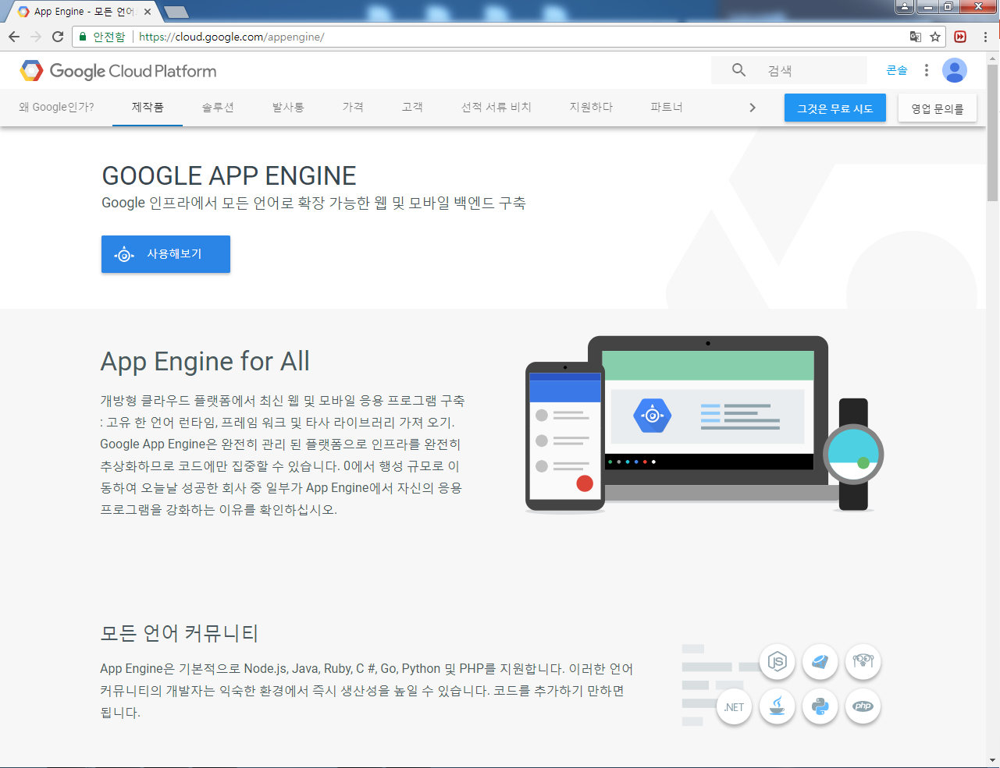 App Engine - 모든 언어
안전함 https://cloud.google.com/appengine/
Google Cloud Platform
검색
콘솔
왜 Google인가?
제작품
솔루션
발사통
가격
고객
선적 서류 비치
지원하다
파트너
그것은 무료 시도
영업 문의를
GOOGLE APP ENGINE
Google 인프라에서 모든 언어로 확장 가능한 웹 및 모바일 백엔드 구축
사용해보기
App Engine for All
개방형 클라우드 플랫폼에서 최신 웹 및 모바일 응용 프로그램 구축
: 고유 한 언어 런타임, 프레임 워크 및 타사 라이브러리 가져 오기.
Google App Engine은 완전히 관리 된 플랫폼으로 인프라를 완전히
추상화하므로 코드에만 집중할 수 있습니다. 0에서 행성 규모로 이
동하여 오늘날 성공한 회사 중 일부가 App Engine에서 자신의 응용
프로그램을 강화하는 이유를 확인하십시오.
모든 언어 커뮤니티
App Engine은 기본적으로 Node.js, Java, Ruby, C #, Go, Python 및 PHP를 지원합니다. 이러한 언어
커뮤니티의 개발자는 익숙한 환경에서 즉시 생산성을 높일 수 있습니다. 코드를 추가하기 만하면
됩니다.
JS
.NET
php